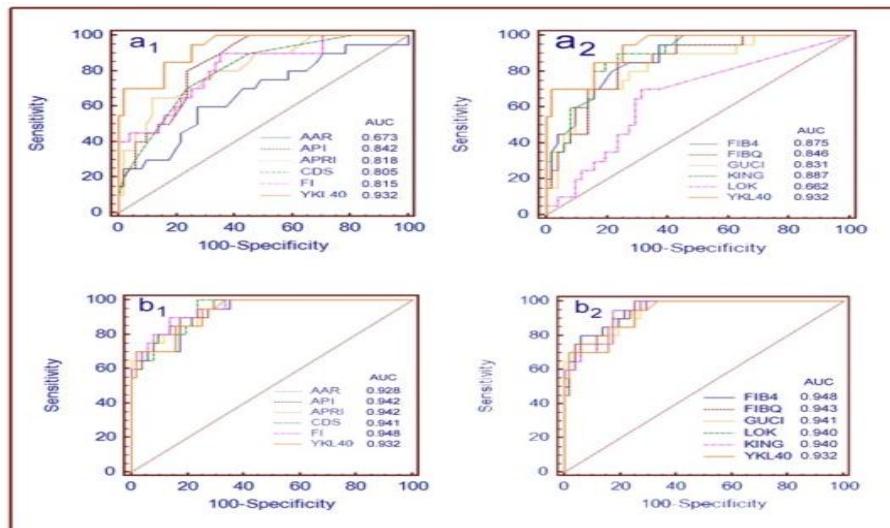 a1
100
80
60
40
20
0
Sensitivity
AUC
AAR 0.673
API 0.842
APRI 0.818
CDS 0.805
FI 0.815
YKL40 0.932
0 20 40 60 80 100
100-Specificity
a2
100
80
60
40
20
0
Sensitivity
AUC
FIB4 0.875
FIBQ 0.846
GUCI 0.831
KING 0.887
LOK 0.662
YKL40 0.932
0 20 40 60 80 100
100-Specificity
b1
100
80
60
40
20
0
Sensitivity
AUC
AAR 0.928
API 0.942
APRI 0.942
CDS 0.941
FI 0.948
YKL40 0.932
0 20 40 60 80 100
100-Specificity
b2
100
80
60
40
20
0
Sensitivity
AUC
FIB4 0.948
FIBQ 0.943
GUCI 0.941
LOK 0.940
KING 0.940
YKL40 0.932
0 20 40 60 80 100
100-Specificity